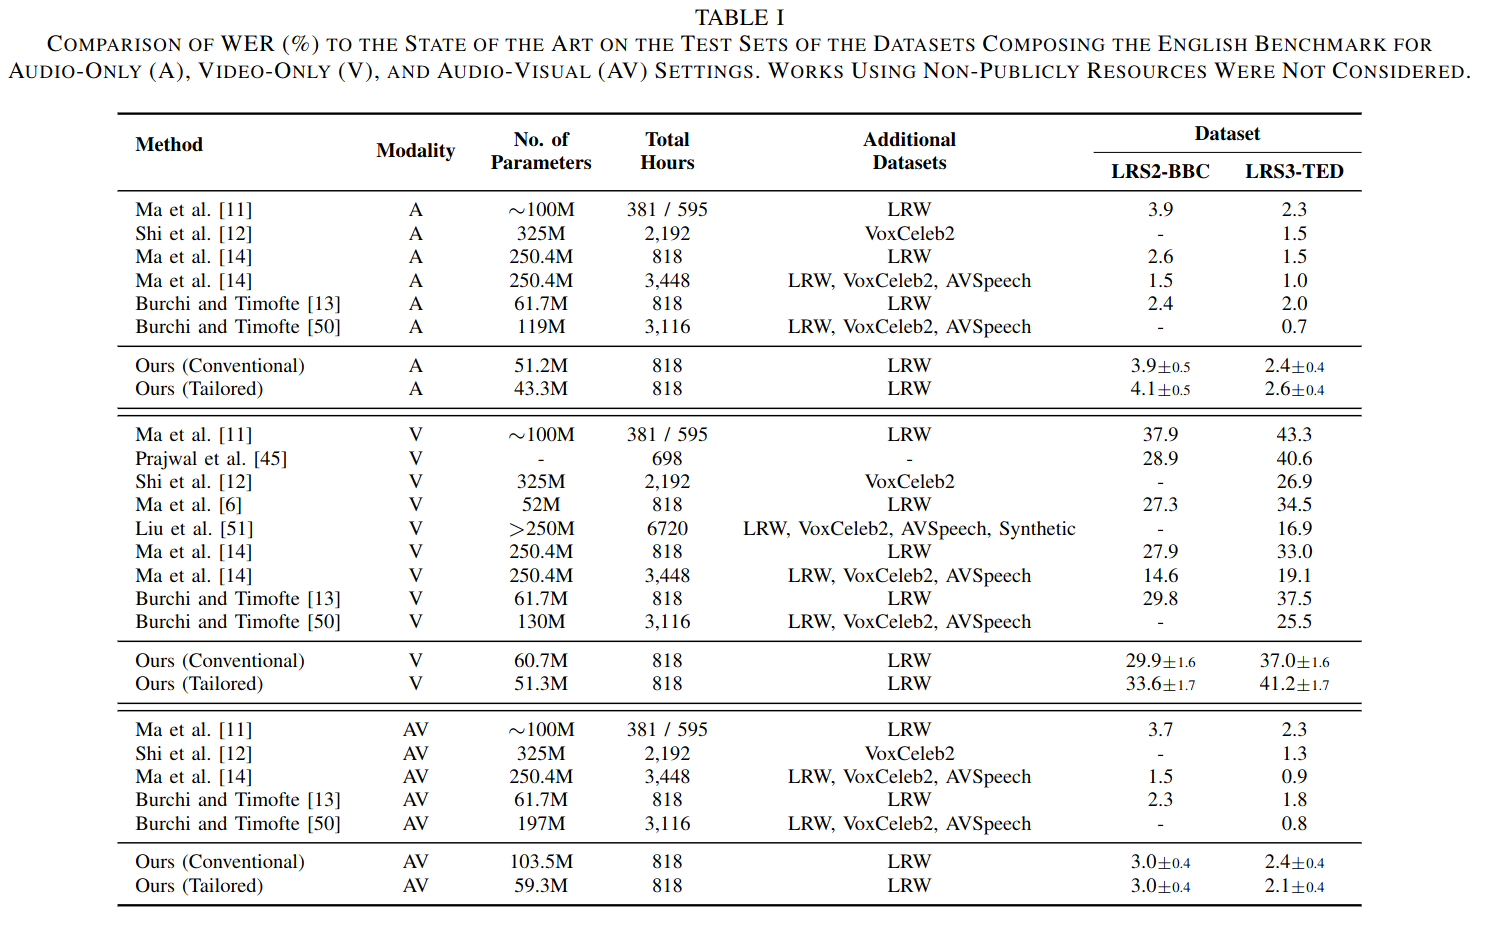 TABLE I
COMPARISON OF WER (%) TO THE STATE OF THE ART ON THE TEST SETS OF THE DATASETS COMPOSING THE ENGLISH BENCHMARK FOR
AUDIO-ONLY (A), VIDEO-ONLY (V), AND AUDIO-VISUAL (AV) SETTINGS. WORKS USING NON-PUBLICLY RESOURCES WERE NOT CONSIDERED.
Method Modality No. of Parameters Total Hours Additional Datasets Dataset
LRS2-BBC LRS3-TED
Ma et al. [11] A ∼100M 381 / 595 LRW 3.9 2.3
Shi et al. [12] A 325M 2,192 VoxCeleb2 - 1.5
Ma et al. [14] A 250.4M 818 LRW 2.6 1.5
Ma et al. [14] A 250.4M 3,448 LRW, VoxCeleb2, AVSpeech 1.5 1.0
Burchi and Timofte [13] A 61.7M 818 LRW 2.4 2.0
Burchi and Timofte [50] A 119M 3,116 LRW, VoxCeleb2, AVSpeech - 0.7
Ours (Conventional) A 51.2M 818 LRW 3.9±0.5 2.4±0.4
Ours (Tailored) A 43.3M 818 LRW 4.1±0.5 2.6±0.4
Ma et al. [11] V ∼100M 381 / 595 LRW 37.9 43.3
Prajwal et al. [45] V - 698 - 28.9 40.6
Shi et al. [12] V 325M 2,192 VoxCeleb2 - 26.9
Ma et al. [6] V 52M 818 LRW 27.3 34.5
Liu et al. [51] V >250M 6720 LRW, VoxCeleb2, AVSpeech, Synthetic - 16.9
Ma et al. [14] V 250.4M 818 LRW 27.9 33.0
Ma et al. [14] V 250.4M 3,448 LRW, VoxCeleb2, AVSpeech 14.6 19.1
Burchi and Timofte [13] V 61.7M 818 LRW 29.8 37.5
Burchi and Timofte [50] V 130M 3,116 LRW, VoxCeleb2, AVSpeech - 25.5
Ours (Conventional) V 60.7M 818 LRW 29.9±1.6 37.0±1.6
Ours (Tailored) V 51.3M 818 LRW 33.6±1.7 41.2±1.7
Ma et al. [11] AV ∼100M 381 / 595 LRW 3.7 2.3
Shi et al. [12] AV 325M 2,192 VoxCeleb2 - 1.3
Ma et al. [14] AV 250.4M 3,448 LRW, VoxCeleb2, AVSpeech 1.5 0.9
Burchi and Timofte [13] AV 61.7M 818 LRW 2.3 1.8
Burchi and Timofte [50] AV 197M 3,116 LRW, VoxCeleb2, AVSpeech - 0.8
Ours (Conventional) AV 103.5M 818 LRW 3.0±0.4 2.4±0.4
Ours (Tailored) AV 59.3M 818 LRW 3.0±0.4 2.1±0.4